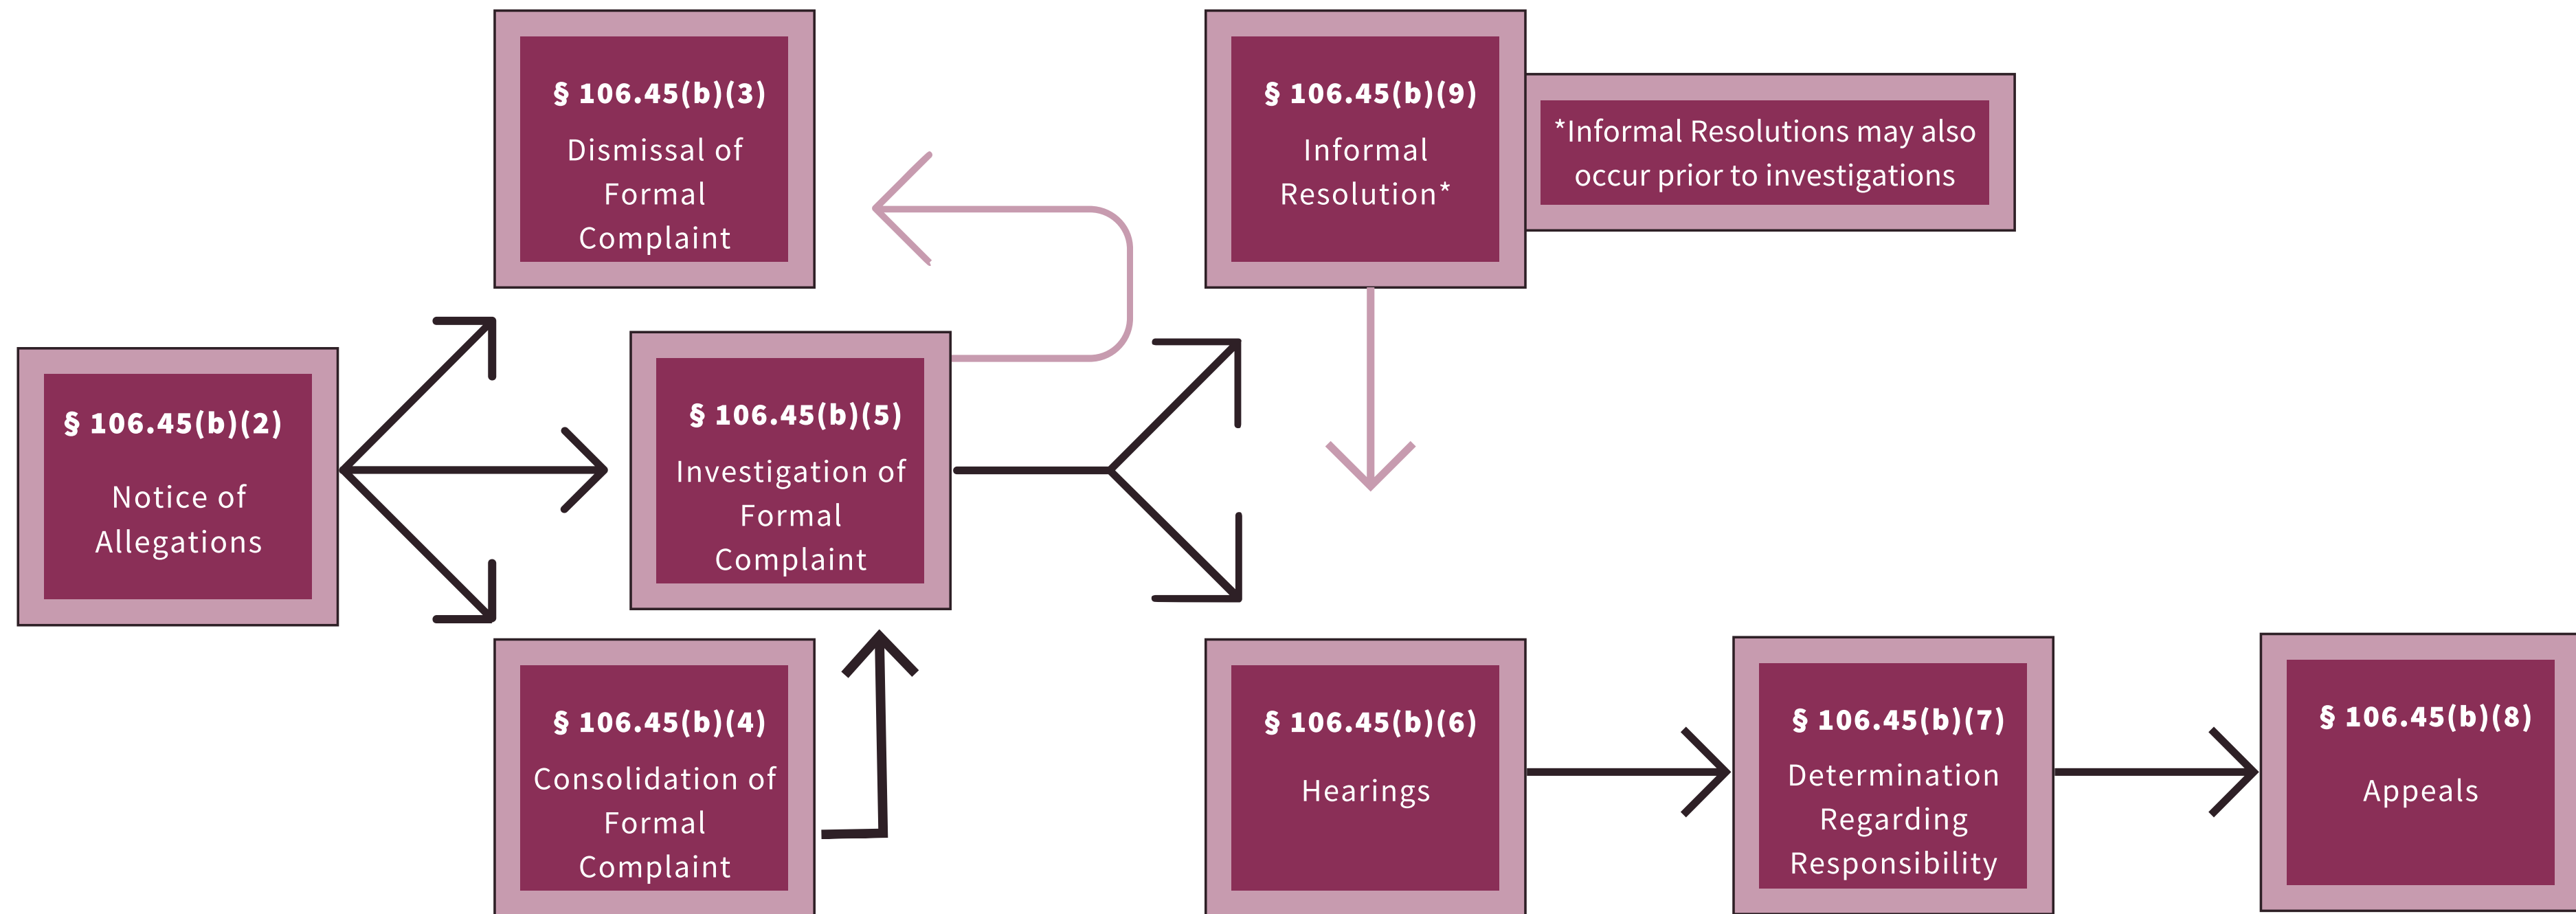 § 106.45(b)(3)
Dismissal of
Formal
Complaint
§ 106.45(b)(9)
Informal
Resolution*
*Informal Resolutions may also
occur prior to investigations
§ 106.45(b)(2)
Notice of
Allegations
§ 106.45(b)(5)
Investigation of
Formal
Complaint
§ 106.45(b)(4)
Consolidation of
Formal
Complaint
§ 106.45(b)(6)
Hearings
§ 106.45(b)(7)
Determination
Regarding
Responsibility
§ 106.45(b)(8)
Appeals